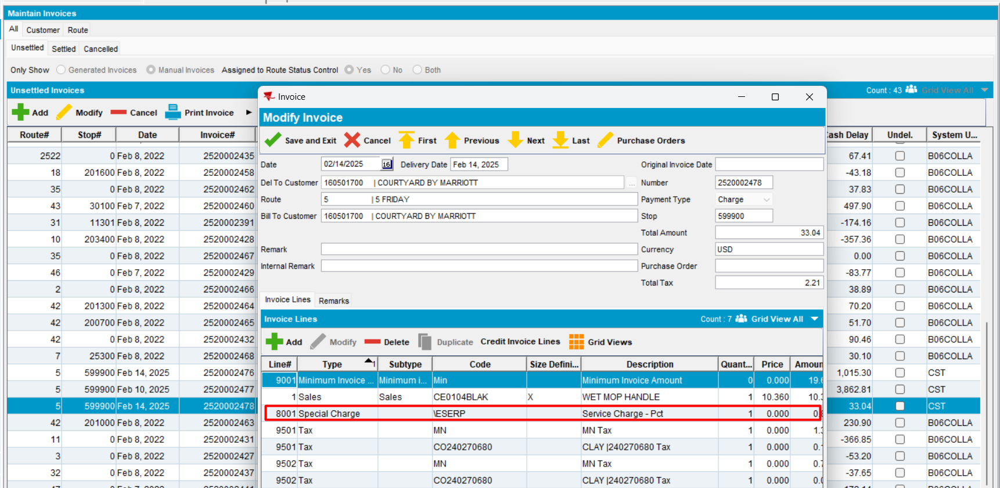 Maintain Invoices
All Customer Route
Unsettled Settled Cancelled
Only Show Generated Invoices Manual Invoices Assigned to Route Status Control Yes No Both
Unsettled Invoices
Count : 43 Grid View All
Add Modify Cancel Print Invoice
Route# Stop# Date Invoice#
2522 0 Feb 8, 2022 2520002435
18 201600 Feb 8, 2022 2520002458
35 0 Feb 8, 2022 2520002462
43 30100 Feb 7, 2022 2520002460
31 11301 Feb 7, 2022 2520002391
10 203400 Feb 8, 2022 2520002428
35 0 Feb 8, 2022 2520002467
46 0 Feb 7, 2022 2520002429
2 0 Feb 8, 2022 2520002466
42 201300 Feb 8, 2022 2520002464
42 200700 Feb 8, 2022 2520002465
42 0 Feb 8, 2022 2520002432
7 25300 Feb 8, 2022 2520002468
5 599900 Feb 14, 2025 2520002476
5 599900 Feb 10, 2025 2520002477
5 599900 Feb 14, 2025 2520002478
42 201000 Feb 8, 2022 2520002463
11 0 Feb 8, 2022 2520002431
3 0 Feb 8, 2022 2520002427
32 0 Feb 8, 2022 2520002437
Invoice
Modify Invoice
Save and Exit Cancel First Previous Next Last Purchase Orders
Date 02/14/2025 16 Delivery Date Feb 14, 2025 Original Invoice Date
Del To Customer 160501700 | COURTYARD BY MARRIOTT ... Number 2520002478
Route 5 | 5 FRIDAY Payment Type Charge
Bill To Customer 160501700 | COURTYARD BY MARRIOTT Stop 599900
Total Amount 33.04
Remark Currency USD
Internal Remark Purchase Order
Total Tax 2.21
Invoice Lines Remarks
Invoice Lines Count : 7 Grid View All
Add Modify Delete Duplicate Credit Invoice Lines Grid Views
Line# Type 1 Subtype Code Size Defini... Description Quant... Price Amoun
9001 Minimum Invoice ... Minimum i... Min Minimum Invoice Amount 0 0.000 19.
1 Sales Sales CE0104BLAK X WET MOP HANDLE 1 10.360 10.
8001 Special Charge \ESERP Service Charge - Pct 1 0.000 0.
9501 Tax MN MN Tax 1 0.000 1.
9501 Tax CO240270680 CLAY |240270680 Tax 1 0.000 0.
9502 Tax MN MN Tax 1 0.000 0.
9502 Tax CO240270680 CLAY |240270680 Tax 1 0.000 0.
ash Delay Undel. System U...
67.41 B06COLLA
-43.18 B06COLLA
37.83 B06COLLA
497.90 B06COLLA
-174.16 B06COLLA
-357.36 B06COLLA
0.00 B06COLLA
-83.77 B06COLLA
38.89 B06COLLA
70.20 B06COLLA
51.70 B06COLLA
90.46 B06COLLA
30.10 B06COLLA
1,015.30 CST
3,862.81 CST
33.04 CST
230.90 B06COLLA
-366.85 B06COLLA
-53.20 B06COLLA
-37.65 B06COLLA